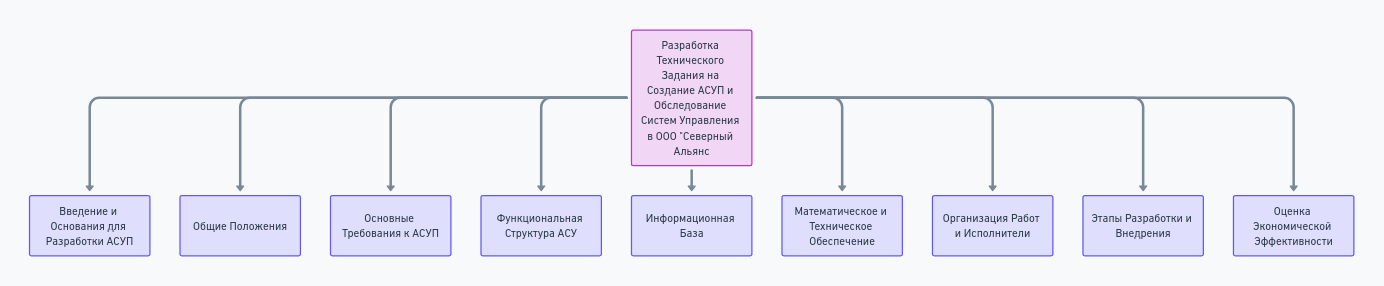 Разработка
Технического
Задания на
Создание АСУП и
Обследование
Систем Управления
в ООО "Северный
Альянс
Введение и
Основания для
Разработки АСУП
Общие Положения
Основные
Требования к АСУП
Функциональная
Структура АСУ
Информационная
База
Математическое и
Техническое
Обеспечение
Организация Работ
и Исполнители
Этапы Разработки и
Внедрения
Оценка
Экономической
Эффективности